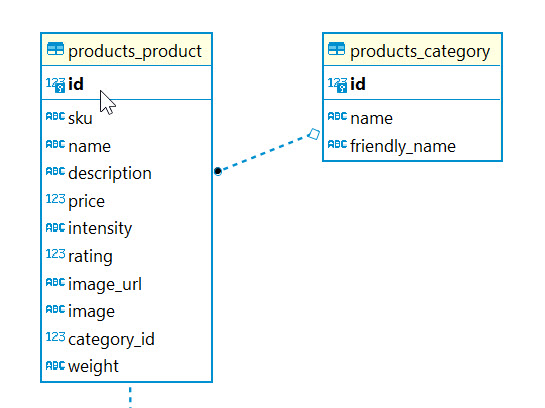 products_product
123 id
ABC sku
ABC name
ABC description
123 price
ABC intensity
123 rating
ABC image_url
ABC image
123 category_id
ABC weight
products_category
123 id
ABC name
ABC friendly_name